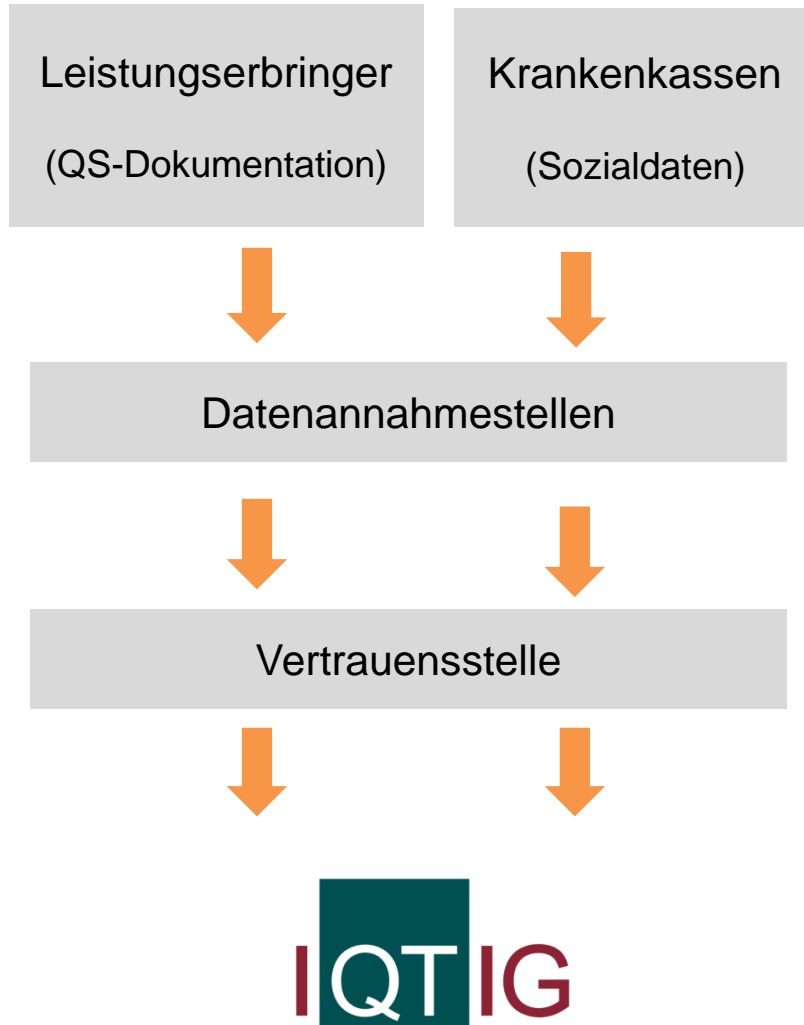 Leistungserbringer
(QS-Dokumentation)
Krankenkassen
(Sozialdaten)
Datenannahmestellen
Vertrauensstelle
IQTIG